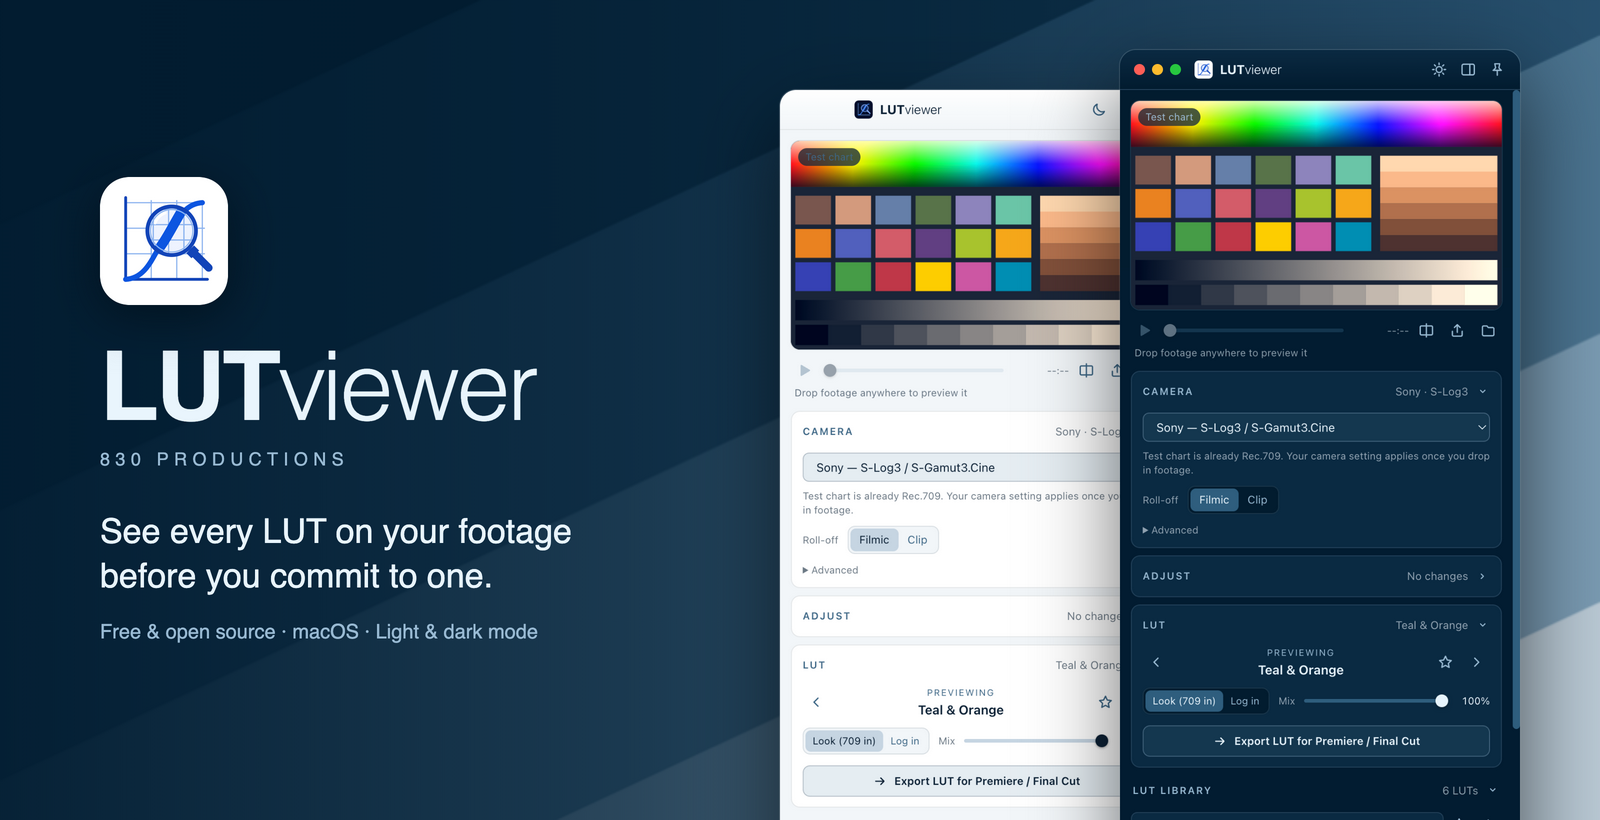 LUTviewer
830 PRODUCTIONS
See every LUT on your footage
before you commit to one.
Free & open source · macOS · Light & dark mode
LUTviewer
Test chart
--:--
Drop footage anywhere to preview it
CAMERA
Sony · S-Log
Sony — S-Log3 / S-Gamut3.Cine
Test chart is already Rec.709. Your camera setting applies once yo
in footage.
Roll-off
Filmic
Clip
Advanced
ADJUST
No change
LUT
Teal & Orang
PREVIEWING
Teal & Orange
Look (709 in)
Log in
Mix
Export LUT for Premiere / Final Cut
LUTviewer
Test chart
--:--
Drop footage anywhere to preview it
CAMERA
Sony · S-Log3
Sony — S-Log3 / S-Gamut3.Cine
Test chart is already Rec.709. Your camera setting applies once you drop
in footage.
Roll-off
Filmic
Clip
Advanced
ADJUST
No changes
LUT
Teal & Orange
PREVIEWING
Teal & Orange
Look (709 in)
Log in
Mix
100%
Export LUT for Premiere / Final Cut
LUT LIBRARY
6 LUTs